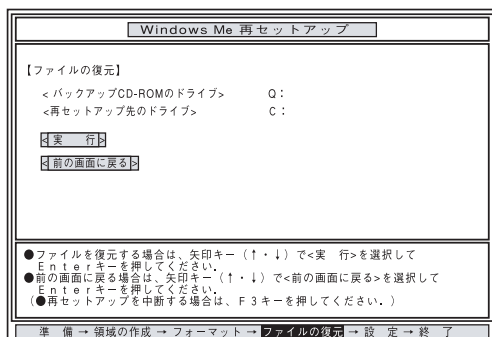 Windows Me 再セットアップ
【ファイルの復元】
<バックアップCD-ROMのドライブ> Q：
<再セットアップ先のドライブ> C：
<実　行>
<前の画面に戻る>
●ファイルを復元する場合は、矢印キー（↑・↓）で<実　行>を選択して
Ｅｎｔｅｒキーを押してください．
●前の画面に戻る場合は、矢印キー（↑・↓）で<前の画面に戻る>を選択して
Ｅｎｔｅｒキーを押してください．
（●再セットアップを中断する場合は、Ｆ３キーを押してください．）
準　備→領域の作成→フォーマット→ファイルの復元→設　定→終　了